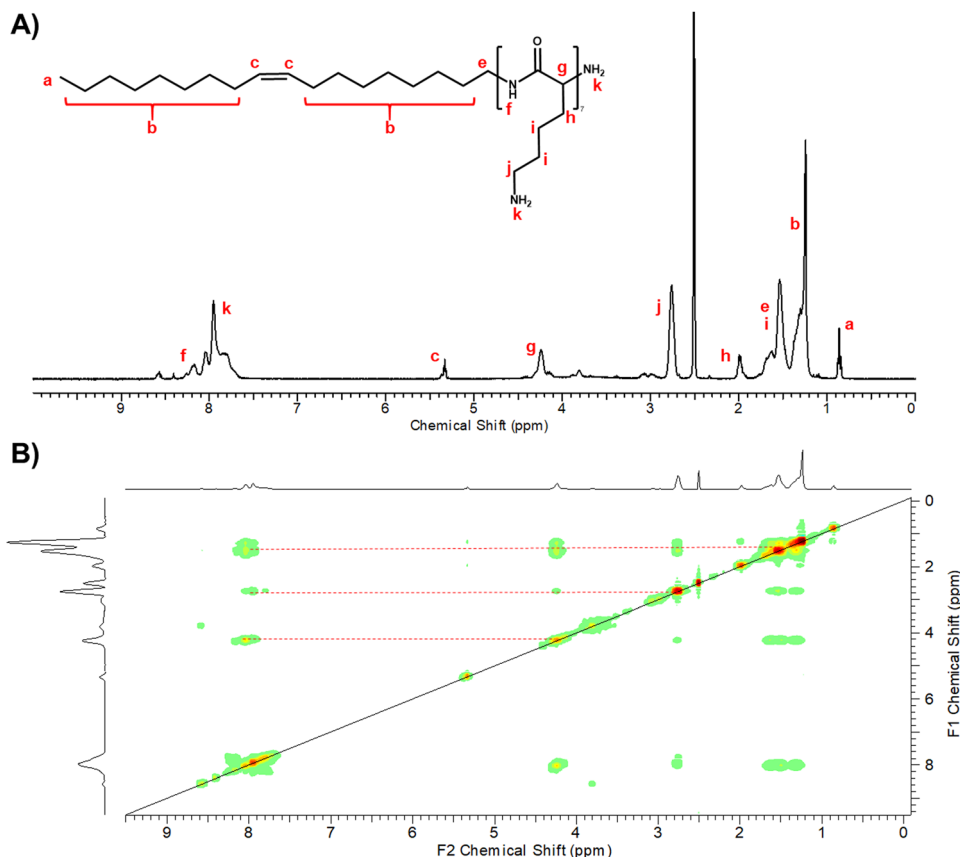 A)
O
c c e g
a
N
H
NH₂
k
f
7
h
b b
i
i
j
NH₂
k
b
k
j
e
i
a
f
g
c
h
9 8 7 6 5 4 3 2 1 0
Chemical Shift (ppm)
B)
0
2
4
6
8
F1 Chemical Shift (ppm)
9 8 7 6 5 4 3 2 1 0
F2 Chemical Shift (ppm)